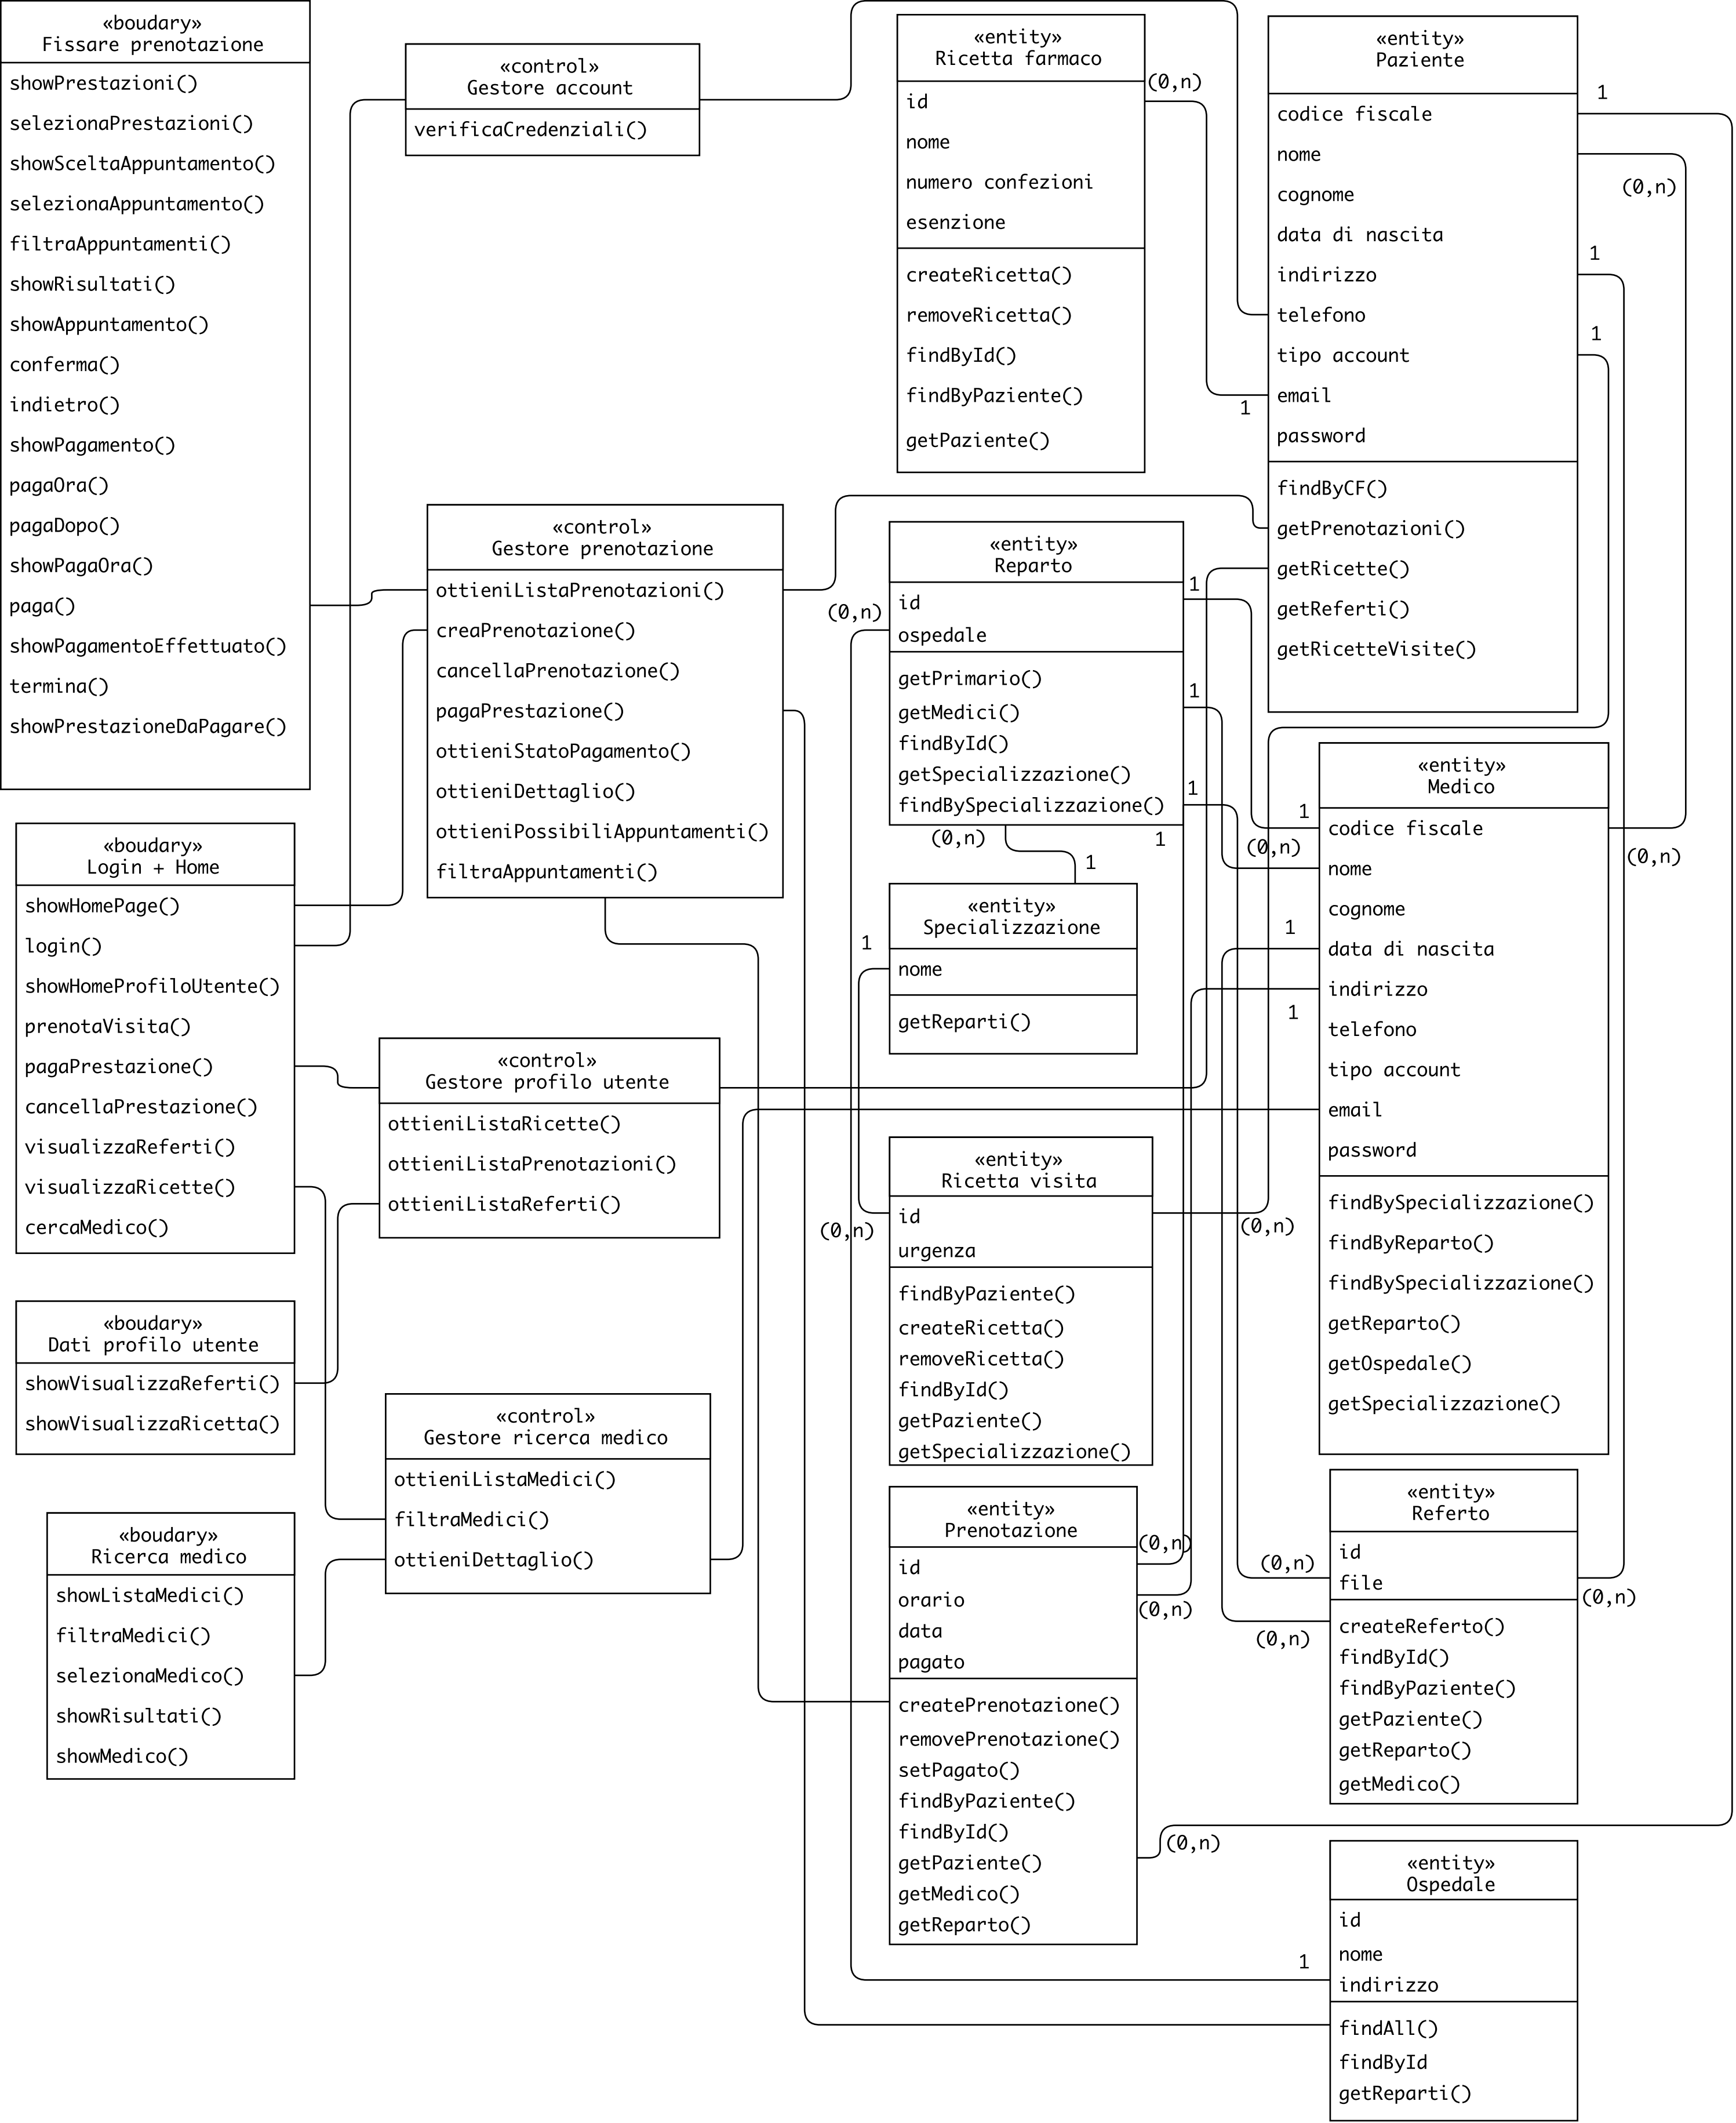 «boudary»
Fissare prenotazione
showPrestazioni()
selezionaPrestazioni()
showSceltaAppuntamento()
selezionaAppuntamento()
filtraAppuntamenti()
showRisultati()
showAppuntamento()
conferma()
indietro()
showPagamento()
pagaOra()
pagaDopo()
showPagaOra()
paga()
showPagamentoEffettuato()
termina()
showPrestazioneDaPagare()
«boudary»
Login + Home
showHomePage()
login()
showHomeProfiloUtente()
prenotaVisita()
pagaPrestazione()
cancellaPrestazione()
visualizzaReferti()
visualizzaRicette()
cercaMedico()
«boudary»
Dati profilo utente
showVisualizzaReferti()
showVisualizzaRicetta()
«boudary»
Ricerca medico
showListaMedici()
filtraMedici()
selezionaMedico()
showRisultati()
showMedico()
«control»
Gestore account
verificaCredenziali()
«control»
Gestore prenotazione
ottieniListaPrenotazioni()
creaPrenotazione()
cancellaPrenotazione()
pagaPrestazione()
ottieniStatoPagamento()
ottieniDettaglio()
ottieniPossibiliAppuntamenti()
filtraAppuntamenti()
«control»
Gestore profilo utente
ottieniListaRicette()
ottieniListaPrenotazioni()
ottieniListaReferti()
«control»
Gestore ricerca medico
ottieniListaMedici()
filtraMedici()
ottieniDettaglio()
«entity»
Ricetta farmaco
id
nome
numero confezioni
esenzione
createRicetta()
removeRicetta()
findById()
findByPaziente()
getPaziente()
(0,n)
1
«entity»
Reparto
id
ospedale
getPrimario()
getMedici()
findById()
getSpecializzazione()
findBySpecializzazione()
(0,n)
1
1
1
(0,n)
1
1
«entity»
Specializzazione
nome
getReparti()
1
«entity»
Ricetta visita
id
urgenza
findByPaziente()
createRicetta()
removeRicetta()
findById()
getPaziente()
getSpecializzazione()
(0,n)
(0,n)
«entity»
Prenotazione
id
orario
data
pagato
createPrenotazione()
removePrenotazione()
setPagato()
findByPaziente()
findById()
getPaziente()
getMedico()
getReparto()
(0,n)
(0,n)
(0,n)
«entity»
Paziente
codice fiscale
nome
cognome
data di nascita
indirizzo
telefono
tipo account
email
password
findByCF()
getPrenotazioni()
getRicette()
getReferti()
getRicetteVisite()
1
(0,n)
1
1
«entity»
Medico
codice fiscale
nome
cognome
data di nascita
indirizzo
telefono
tipo account
email
password
findBySpecializzazione()
findByReparto()
findBySpecializzazione()
getReparto()
getOspedale()
getSpecializzazione()
1
(0,n)
(0,n)
1
1
«entity»
Referto
id
file
createReferto()
findById()
findByPaziente()
getPaziente()
getReparto()
getMedico()
(0,n)
(0,n)
(0,n)
«entity»
Ospedale
id
nome
indirizzo
findAll()
findById
getReparti()
1